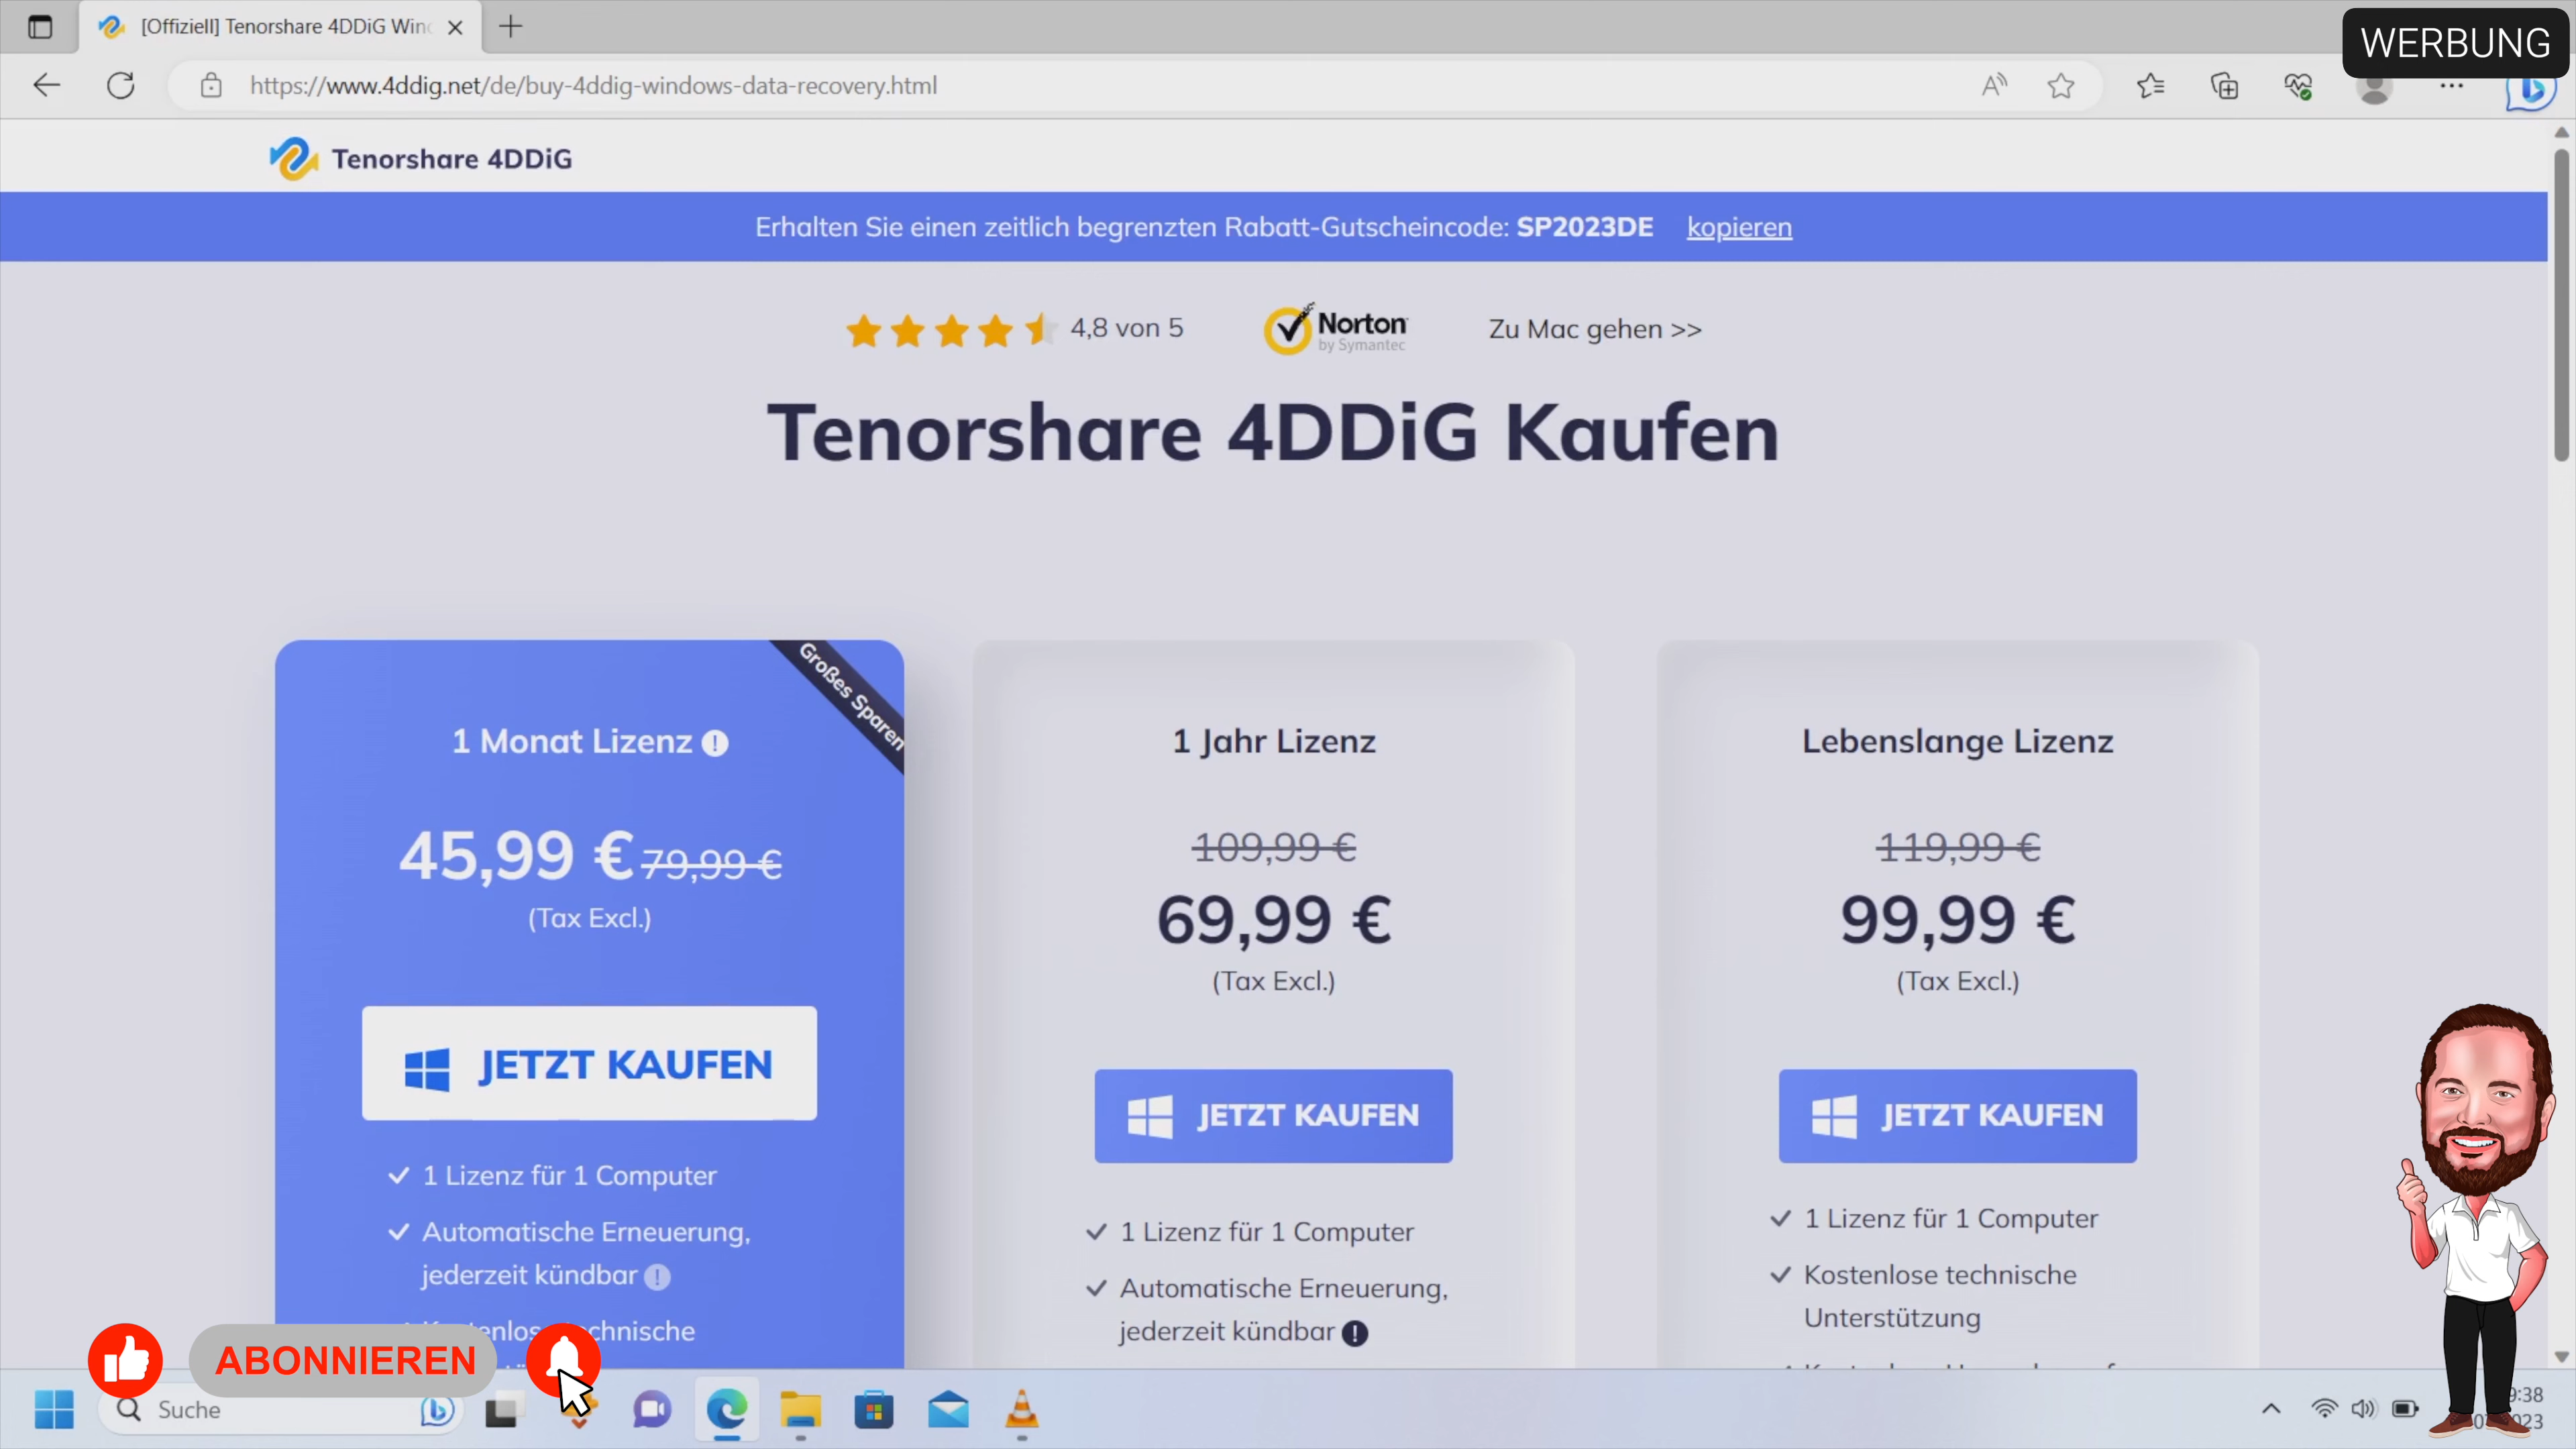 [Offiziell] Tenorshare 4DDiG Win
WERBUNG
https://www.4ddig.net/de/buy-4ddig-windows-data-recovery.html
Tenorshare 4DDiG
Erhalten Sie einen zeitlich begrenzten Rabatt-Gutscheincode: SP2023DE kopieren
4,8 von 5
Norton
by Symantec
Zu Mac gehen >>
Tenorshare 4DDiG Kaufen
Großes Sparen
1 Monat Lizenz
45,99 € 79,99 €
(Tax Excl.)
JETZT KAUFEN
1 Lizenz für 1 Computer
Automatische Erneuerung,
jederzeit kündbar
1 Jahr Lizenz
109,99 €
69,99 €
(Tax Excl.)
JETZT KAUFEN
1 Lizenz für 1 Computer
Automatische Erneuerung,
jederzeit kündbar
Lebenslange Lizenz
119,99 €
99,99 €
(Tax Excl.)
JETZT KAUFEN
1 Lizenz für 1 Computer
Kostenlose technische
Unterstützung
ABONNIEREN
Suche